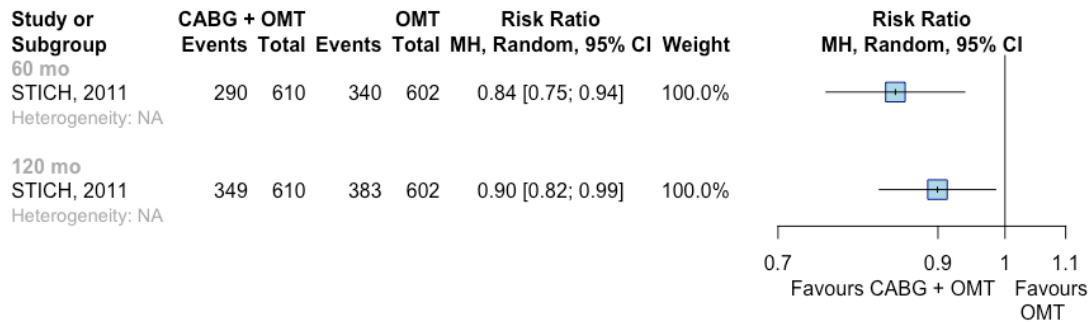 Study or CABG + OMT OMT Risk Ratio Risk Ratio
Subgroup Events Total Events Total MH, Random, 95% CI Weight MH, Random, 95% CI
60 mo
STICH, 2011 290 610 340 602 0.84 [0.75; 0.94] 100.0%
Heterogeneity: NA
120 mo
STICH, 2011 349 610 383 602 0.90 [0.82; 0.99] 100.0%
Heterogeneity: NA
0.7 0.9 1 1.1
Favours CABG + OMT Favours
OMT